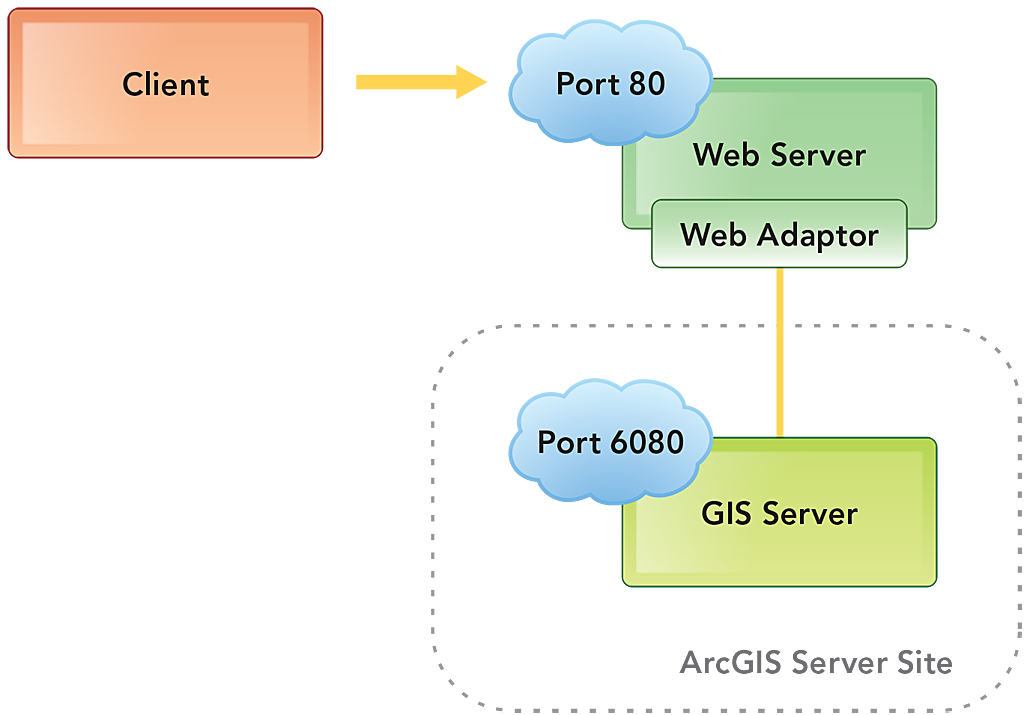 Client
Port 80
Web Server
Web Adaptor
Port 6080
GIS Server
ArcGIS Server Site